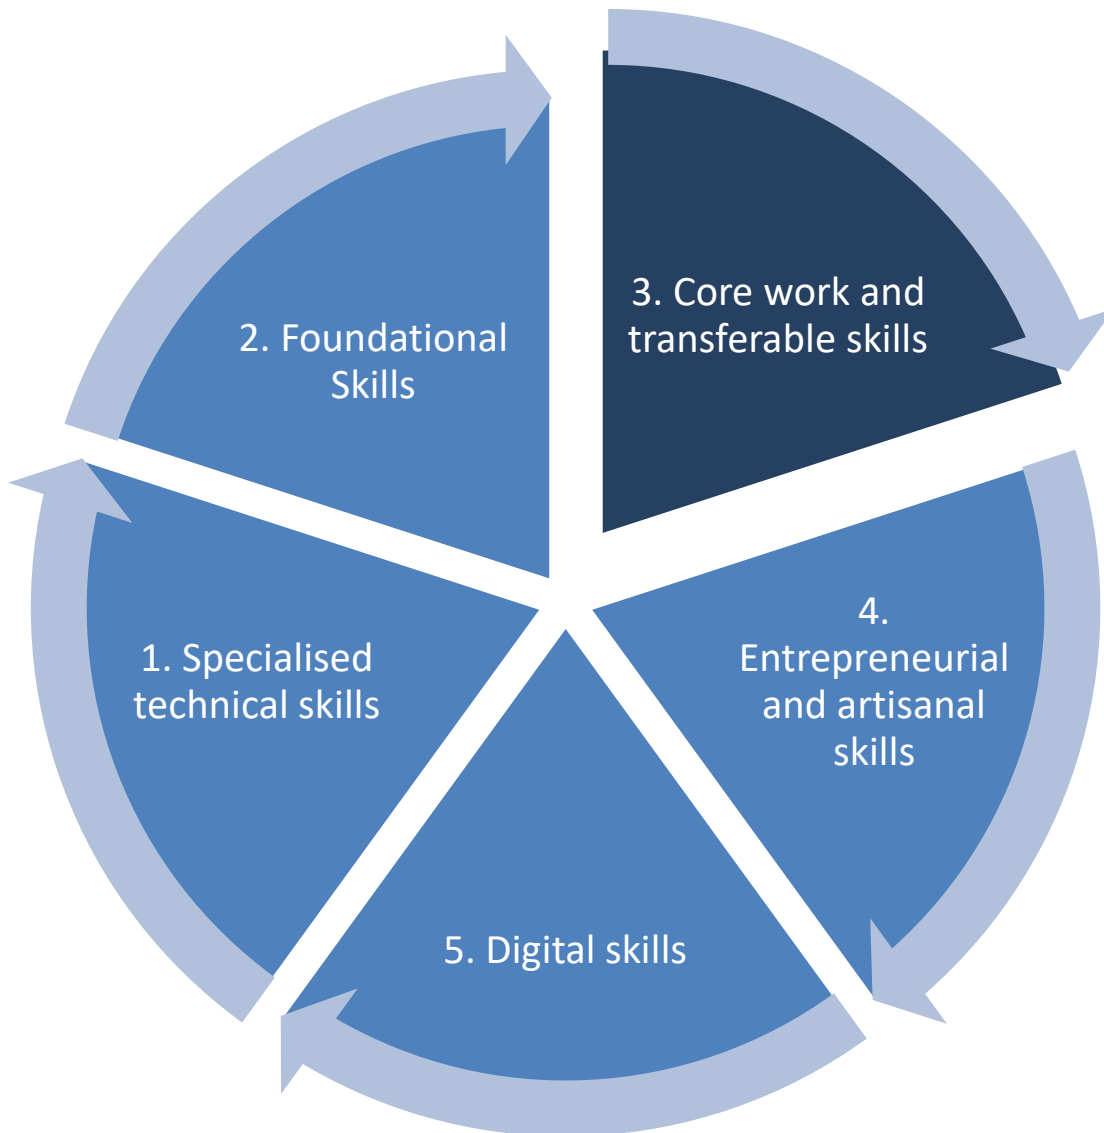 3. Core work and
transferable skills
4.
Entrepreneurial
and artisanal
skills
5. Digital skills
1. Specialised
technical skills
2. Foundational
Skills